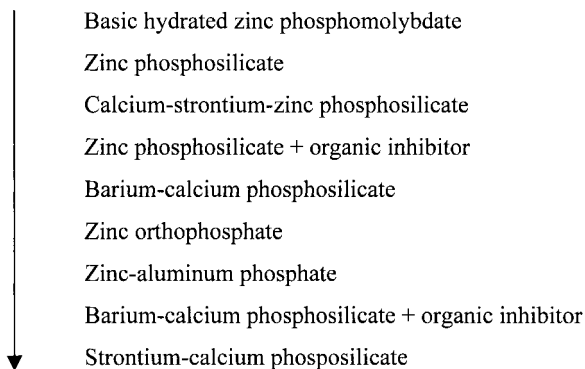 Basic hydrated zinc phosphomolybdate
Zinc phosphosilicate
Calcium-strontium-zinc phosphosilicate
Zinc phosphosilicate + organic inhibitor
Barium-calcium phosphosilicate
Zinc orthophosphate
Zinc-aluminum phosphate
Barium-calcium phosphosilicate + organic inhibitor
Strontium-calcium phosposilicate